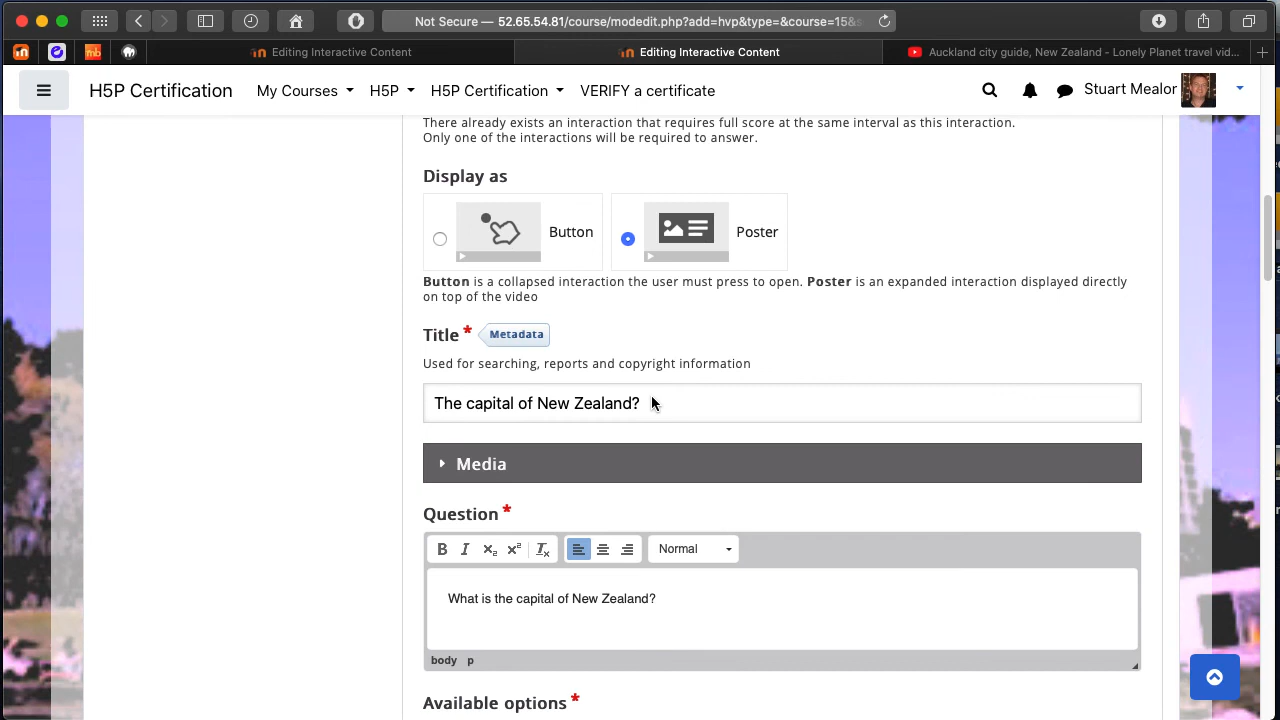 Not Secure — 52.65.54.81/course/modedit.php?add=hvp&type=&course=15&s
Editing Interactive Content
Editing Interactive Content
Auckland city guide, New Zealand - Lonely Planet travel vid...
H5P Certification
My Courses
H5P
H5P Certification
VERIFY a certificate
Stuart Mealor
There already exists an interaction that requires full score at the same interval as this interaction.
Only one of the interactions will be required to answer.
Display as
Button
Poster
Button is a collapsed interaction the user must press to open. Poster is an expanded interaction displayed directly
on top of the video
Title * Metadata
Used for searching, reports and copyright information
The capital of New Zealand?
Media
Question *
B I x₂ x² Ix Normal
What is the capital of New Zealand?
body p
Available options *